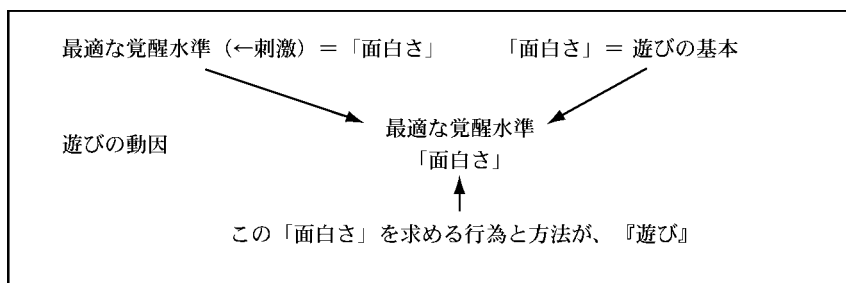 最適な覚醒水準（←刺激）＝「面白さ」　「面白さ」＝ 遊びの基本
最適な覚醒水準
遊びの動因
「面白さ」
この「面白さ」を求める行為と方法が、『遊び』